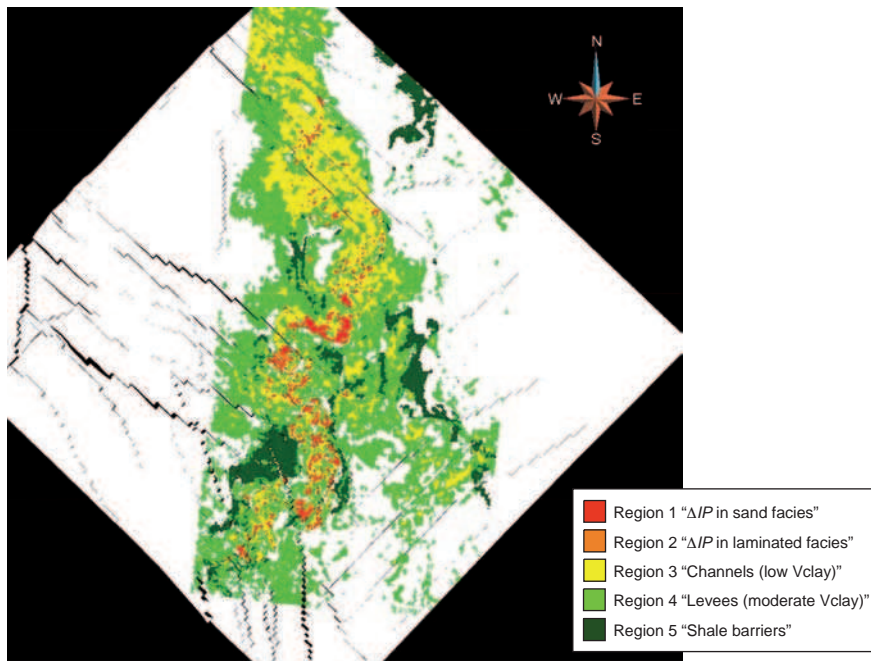 N
W E
S
Region 1 “ΔIP in sand facies”
Region 2 “ΔIP in laminated facies”
Region 3 “Channels (low Vclay)”
Region 4 “Levees (moderate Vclay)”
Region 5 “Shale barriers”